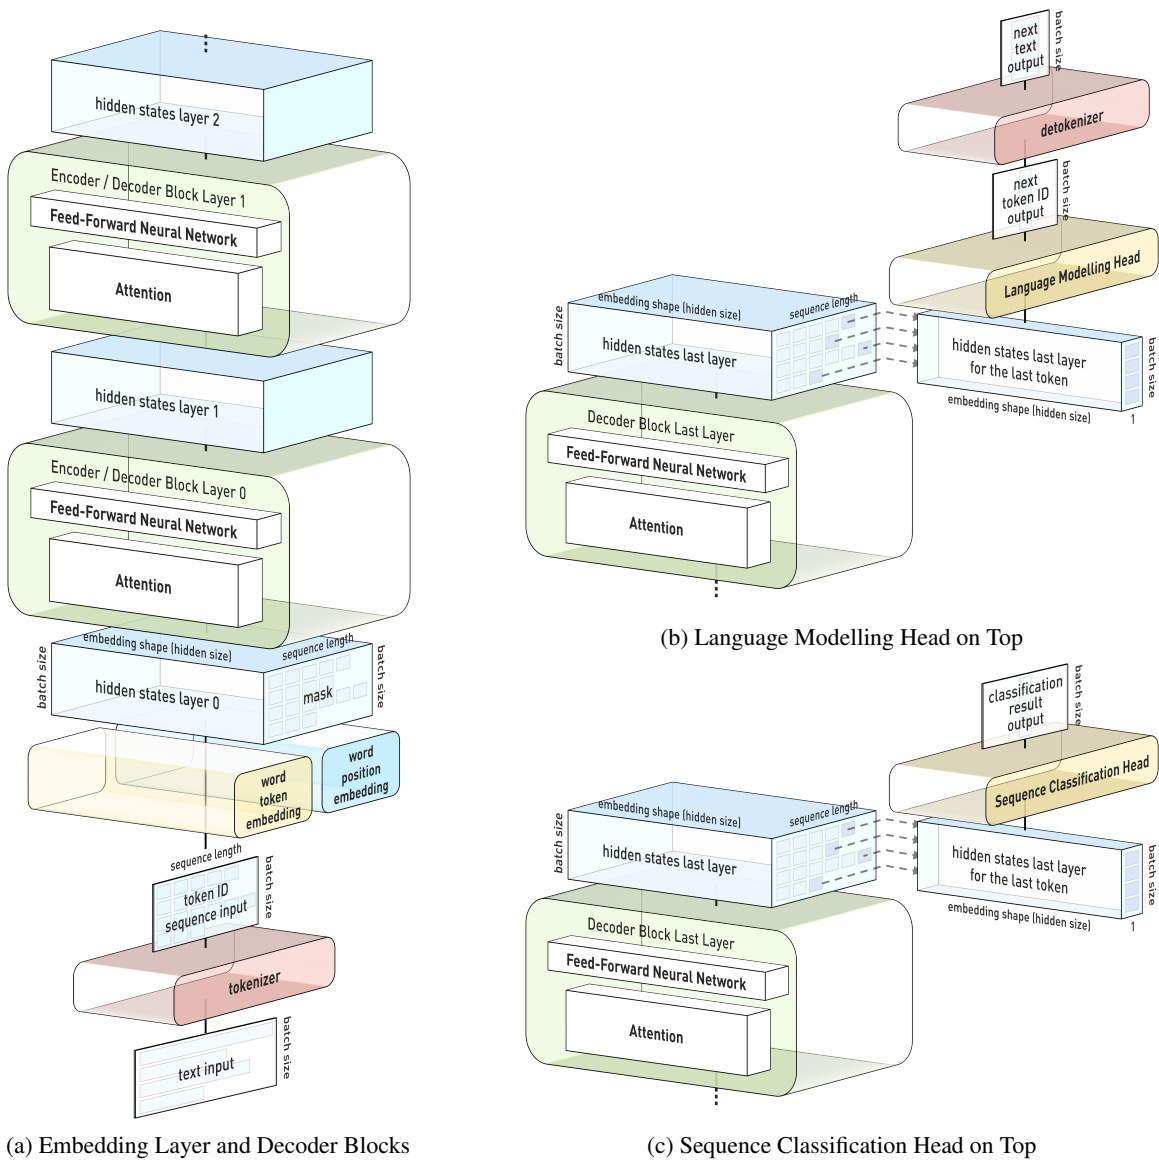 hidden states layer 2
Encoder / Decoder Block Layer 1
Feed-Forward Neural Network
Attention
hidden states layer 1
Encoder / Decoder Block Layer 0
Feed-Forward Neural Network
Attention
embedding shape (hidden size)
sequence length
batch size
hidden states layer 0
mask
batch size
word
token
embedding
word
position
embedding
sequence length
token ID
sequence input
batch size
tokenizer
text input
batch size
(a) Embedding Layer and Decoder Blocks
next
text
output
batch size
detokenizer
next
token ID
output
batch size
Language Modelling Head
embedding shape (hidden size)
sequence length
batch size
hidden states last layer
hidden states last layer
for the last token
batch size
embedding shape (hidden size)
1
Decoder Block Last Layer
Feed-Forward Neural Network
Attention
(b) Language Modelling Head on Top
classification
result
output
batch size
Sequence Classification Head
embedding shape (hidden size)
sequence length
batch size
hidden states last layer
hidden states last layer
for the last token
batch size
embedding shape (hidden size)
1
Decoder Block Last Layer
Feed-Forward Neural Network
Attention
(c) Sequence Classification Head on Top